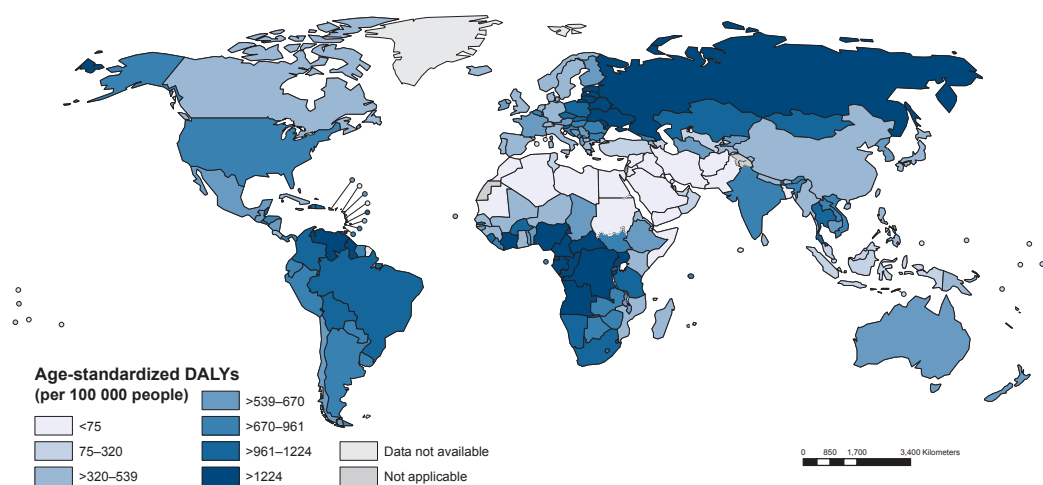 Age-standardized DALYs
(per 100 000 people)
<75
75–320
>320–539
>539–670
>670–961
>961–1224
>1224
Data not available
Not applicable
0 850 1,700 3,400 Kilometers